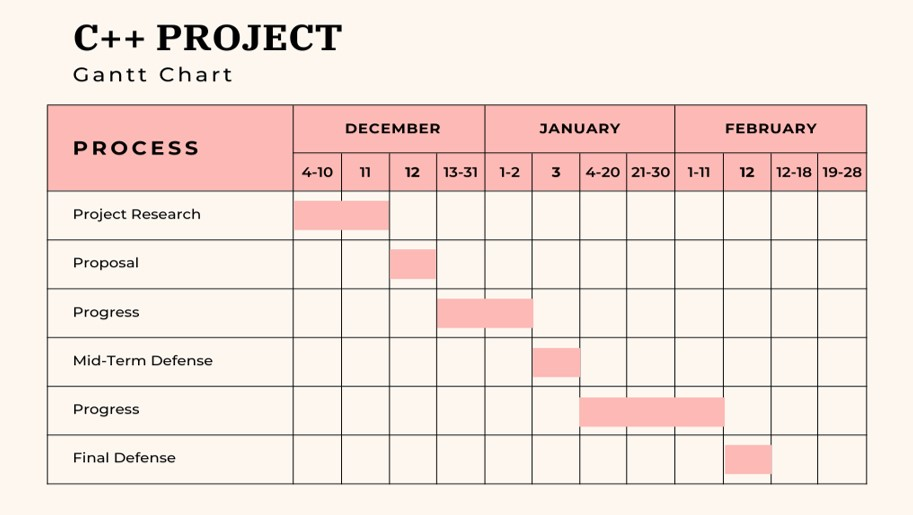 C++ PROJECT
Gantt Chart
PROCESS
DECEMBER JANUARY FEBRUARY
4-10 11 12 13-31 1-2 3 4-20 21-30 1-11 12 12-18 19-28
Project Research
Proposal
Progress
Mid-Term Defense
Progress
Final Defense